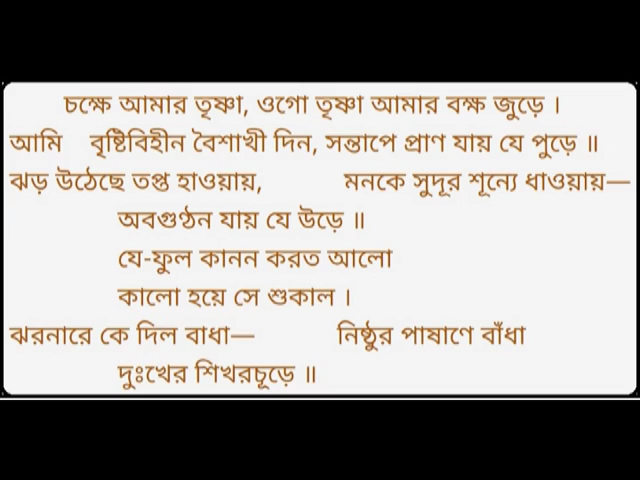 চক্ষে আমার তৃষ্ণা, ওগো তৃষ্ণা আমার বক্ষ জুড়ে ।
আমি বৃষ্টিবিহীন বৈশাখী দিন, সন্তাপে প্রাণ যায় যে পুড়ে ॥
ঝড় উঠেছে তপ্ত হাওয়ায়, মনকে সুদূর শূন্যে ধাওয়ায়—
অবগুণ্ঠন যায় যে উড়ে ॥
যে-ফুল কানন করত আলো
কালো হয়ে সে শুকাল ।
ঝরনারে কে দিল বাধা— নিষ্ঠুর পাষাণে বাঁধা
দুঃখের শিখরচূড়ে ॥